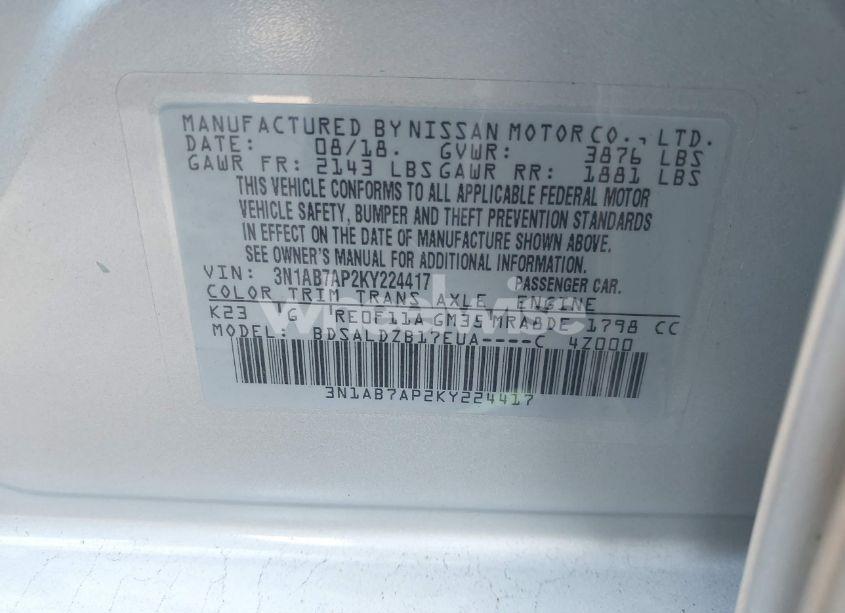 MANUFACTURED BY NISSAN MOTOR CO., LTD.
DATE: 08/18. GVWR: 3876 LBS
GAWR FR: 2143 LBS GAWR RR: 1881 LBS
THIS VEHICLE CONFORMS TO ALL APPLICABLE FEDERAL MOTOR
VEHICLE SAFETY, BUMPER AND THEFT PREVENTION STANDARDS
IN EFFECT ON THE DATE OF MANUFACTURE SHOWN ABOVE.
SEE OWNER'S MANUAL FOR ADDITIONAL INFORMATION.
VIN: 3N1AB7AP2KY224417 PASSENGER CAR.
COLOR TRIM TRANS AXLE ENGINE
K23 G RE0F11A GM35 MRA8DE 1798 CC
MODEL: BDSALDZB17EUA----C 4Z000
3N1AB7AP2KY224417